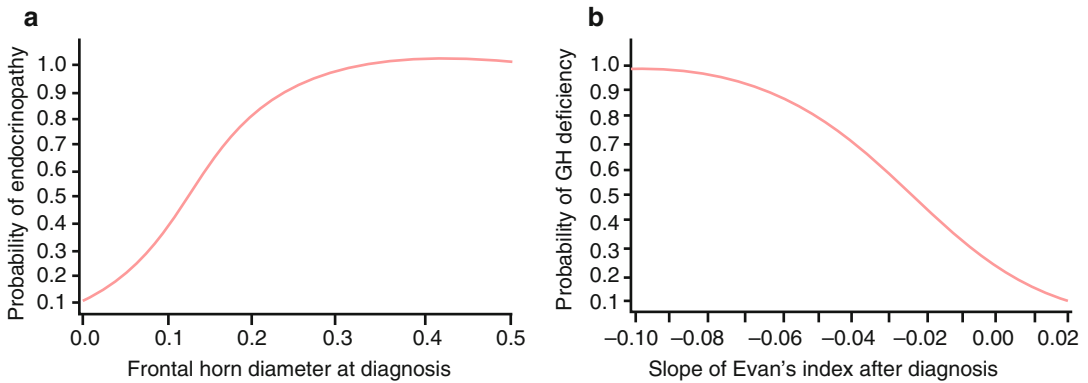 a
Probability of endocrinopathy
1.0
0.9
0.8
0.7
0.6
0.5
0.4
0.3
0.2
0.1
0.0 0.1 0.2 0.3 0.4 0.5
Frontal horn diameter at diagnosis
b
Probability of GH deficiency
1.0
0.9
0.8
0.7
0.6
0.5
0.4
0.3
0.2
0.1
–0.10 –0.08 –0.06 –0.04 –0.02 0.00 0.02
Slope of Evan's index after diagnosis